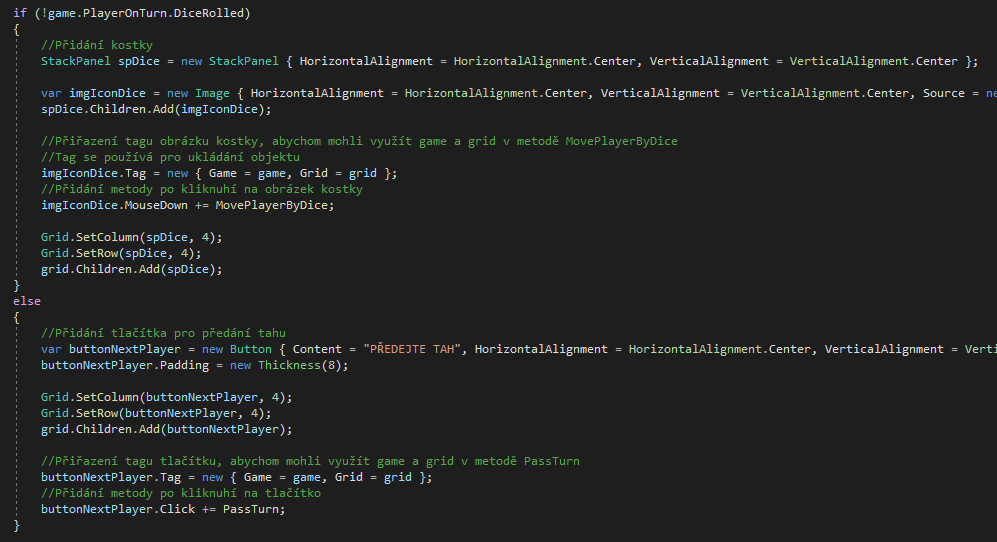 if (!game.PlayerOnTurn.DiceRolled)
{
//Přidání kostky
StackPanel spDice = new StackPanel { HorizontalAlignment = HorizontalAlignment.Center, VerticalAlignment = VerticalAlignment.Center };
var imgIconDice = new Image { HorizontalAlignment = HorizontalAlignment.Center, VerticalAlignment = VerticalAlignment.Center, Source = ne
spDice.Children.Add(imgIconDice);
//Přiřazení tagu obrázku kostky, abychom mohli využít game a grid v metodě MovePlayerByDice
//Tag se používá pro ukládání objektu
imgIconDice.Tag = new { Game = game, Grid = grid };
//Přidání metody po kliknuhí na obrázek kostky
imgIconDice.MouseDown += MovePlayerByDice;
Grid.SetColumn(spDice, 4);
Grid.SetRow(spDice, 4);
grid.Children.Add(spDice);
}
else
{
//Přidání tlačítka pro předání tahu
var buttonNextPlayer = new Button { Content = "PŘEDEJTE TAH", HorizontalAlignment = HorizontalAlignment.Center, VerticalAlignment = Verti
buttonNextPlayer.Padding = new Thickness(8);
Grid.SetColumn(buttonNextPlayer, 4);
Grid.SetRow(buttonNextPlayer, 4);
grid.Children.Add(buttonNextPlayer);
//Přiřazení tagu tlačítku, abychom mohli využít game a grid v metodě PassTurn
buttonNextPlayer.Tag = new { Game = game, Grid = grid };
//Přidání metody po kliknuhí na tlačítko
buttonNextPlayer.Click += PassTurn;
}